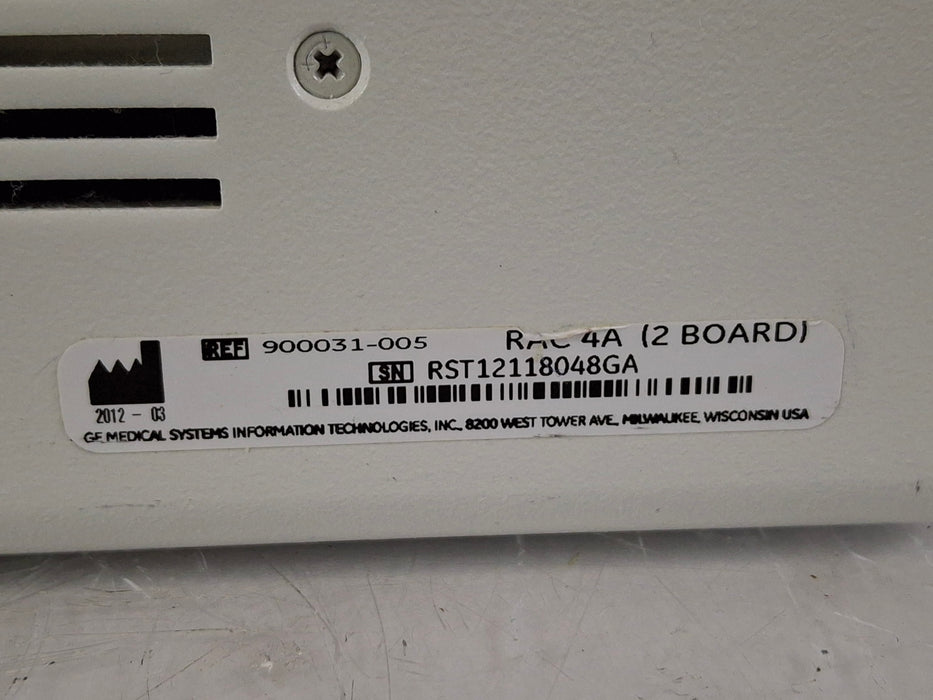 REF 900031-005 RAC 4A (2 BOARD)
SN RST12118048GA
2012 - 03
GE MEDICAL SYSTEMS INFORMATION TECHNOLOGIES, INC., 8200 WEST TOWER AVE., MILWAUKEE, WISCONSIN USA